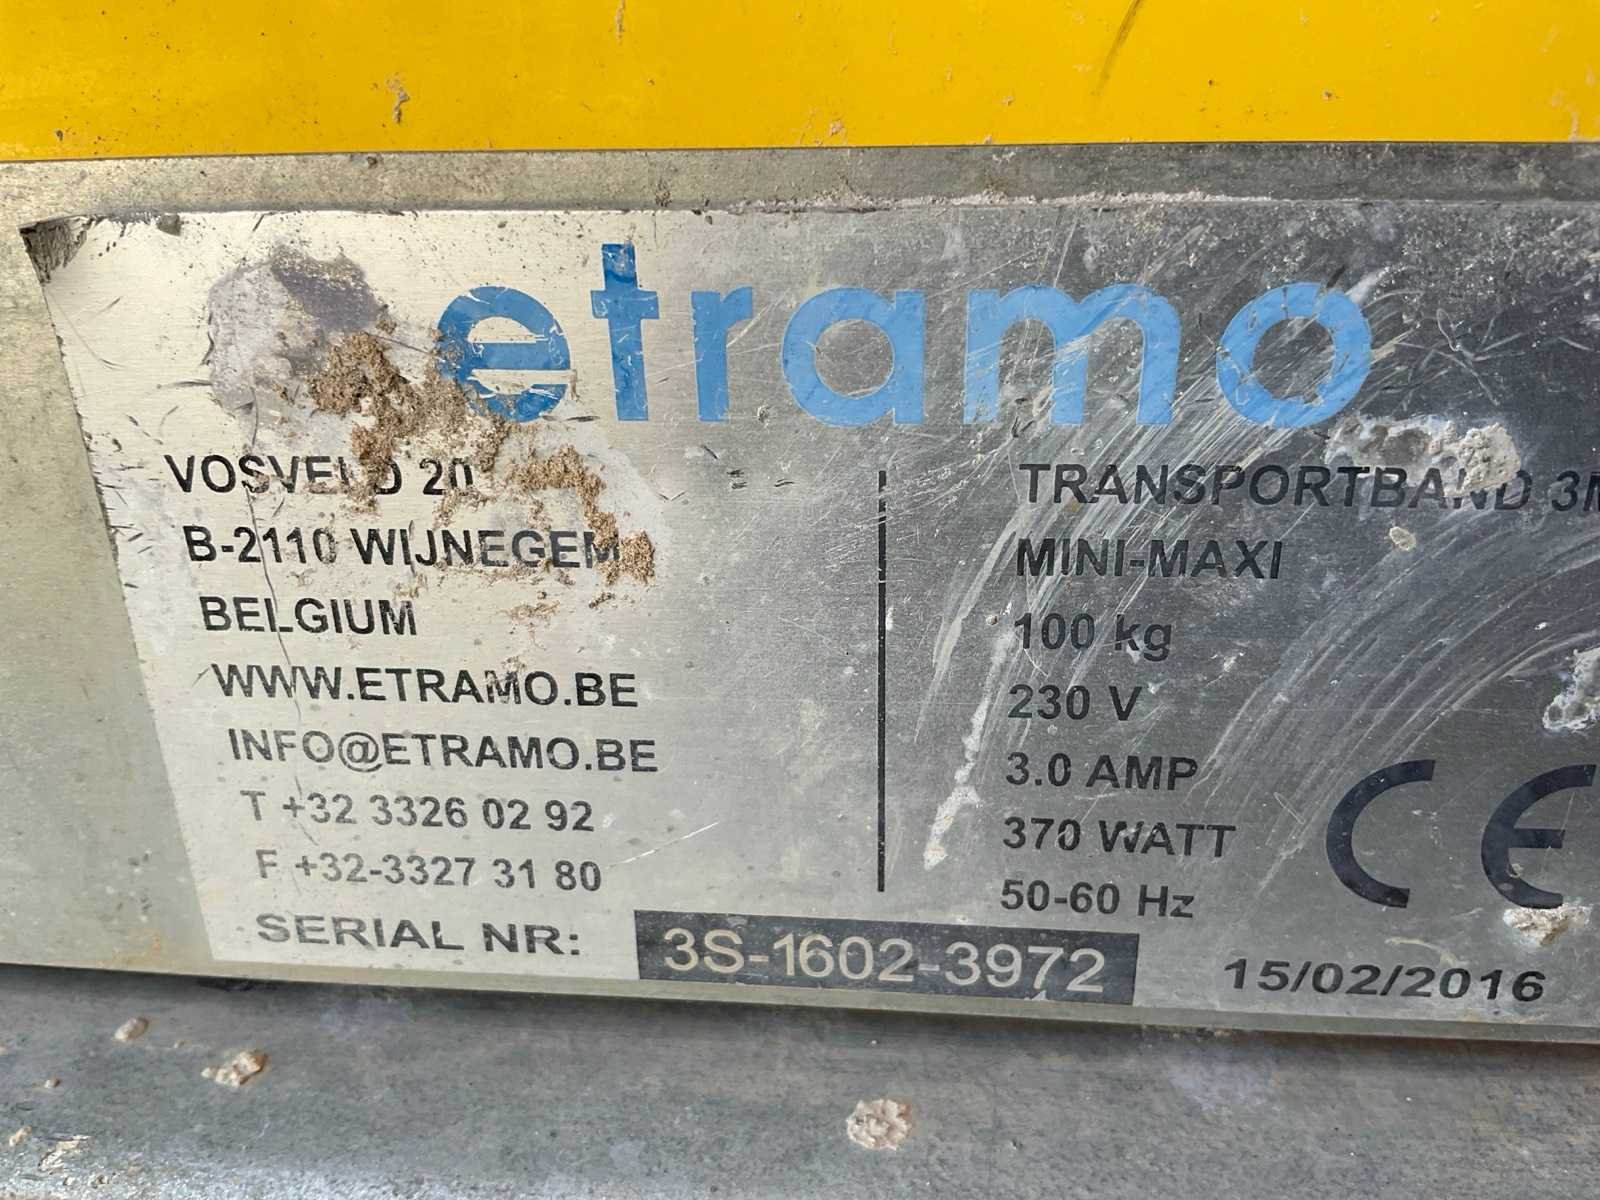 etramo
VOSVELD 20
B-2110 WIJNEGEM
BELGIUM
WWW.ETRAMO.BE
INFO@ETRAMO.BE
T +32 3326 02 92
F +32-3327 31 80
SERIAL NR: 3S-1602-3972
TRANSPORTBAND 3M
MINI-MAXI
100 kg
230 V
3.0 AMP
370 WATT
50-60 Hz
CE
15/02/2016